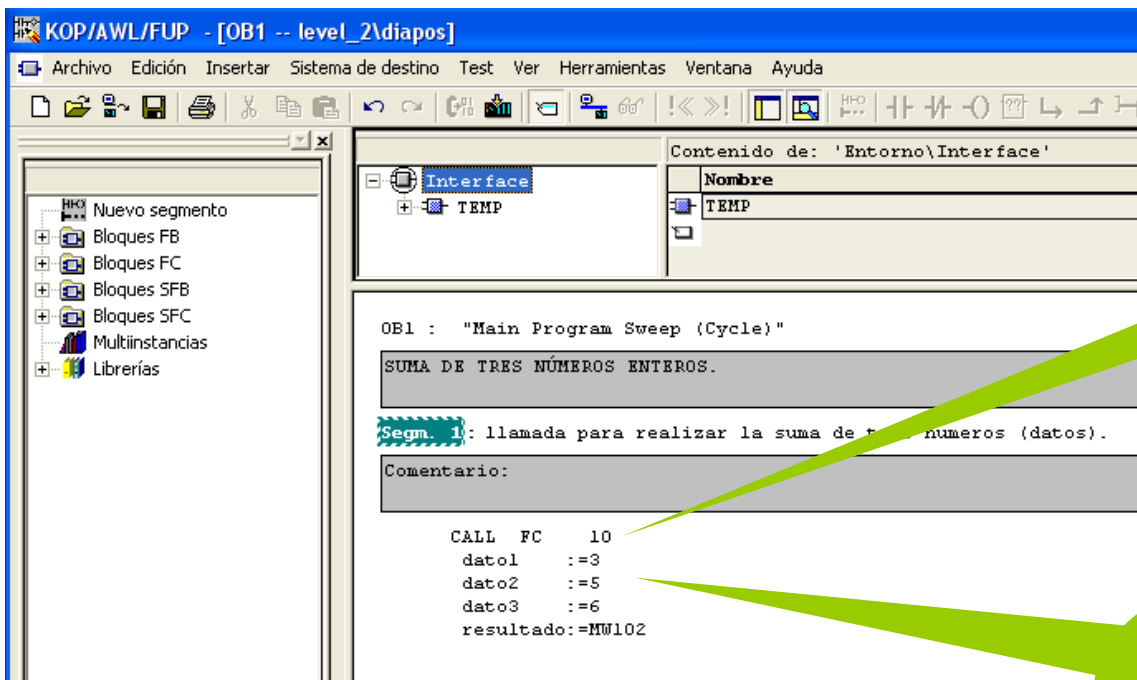 KOP/AWL/FUP - [OB1 -- level_2\diapos]
Archivo Edición Insertar Sistema de destino Test Ver Herramientas Ventana Ayuda
Nuevo segmento
Bloques FB
Bloques FC
Bloques SFB
Bloques SFC
Multiinstancias
Librerías
Interface
TEMP
Contenido de: 'Entorno\Interface'
Nombre
TEMP
OB1 : "Main Program Sweep (Cycle)"
SUMA DE TRES NÚMEROS ENTEROS.
Segm. 1: llamada para realizar la suma de numeros (datos).
Comentario:
CALL FC 10
dato1 :=3
dato2 :=5
dato3 :=6
resultado:=MW102